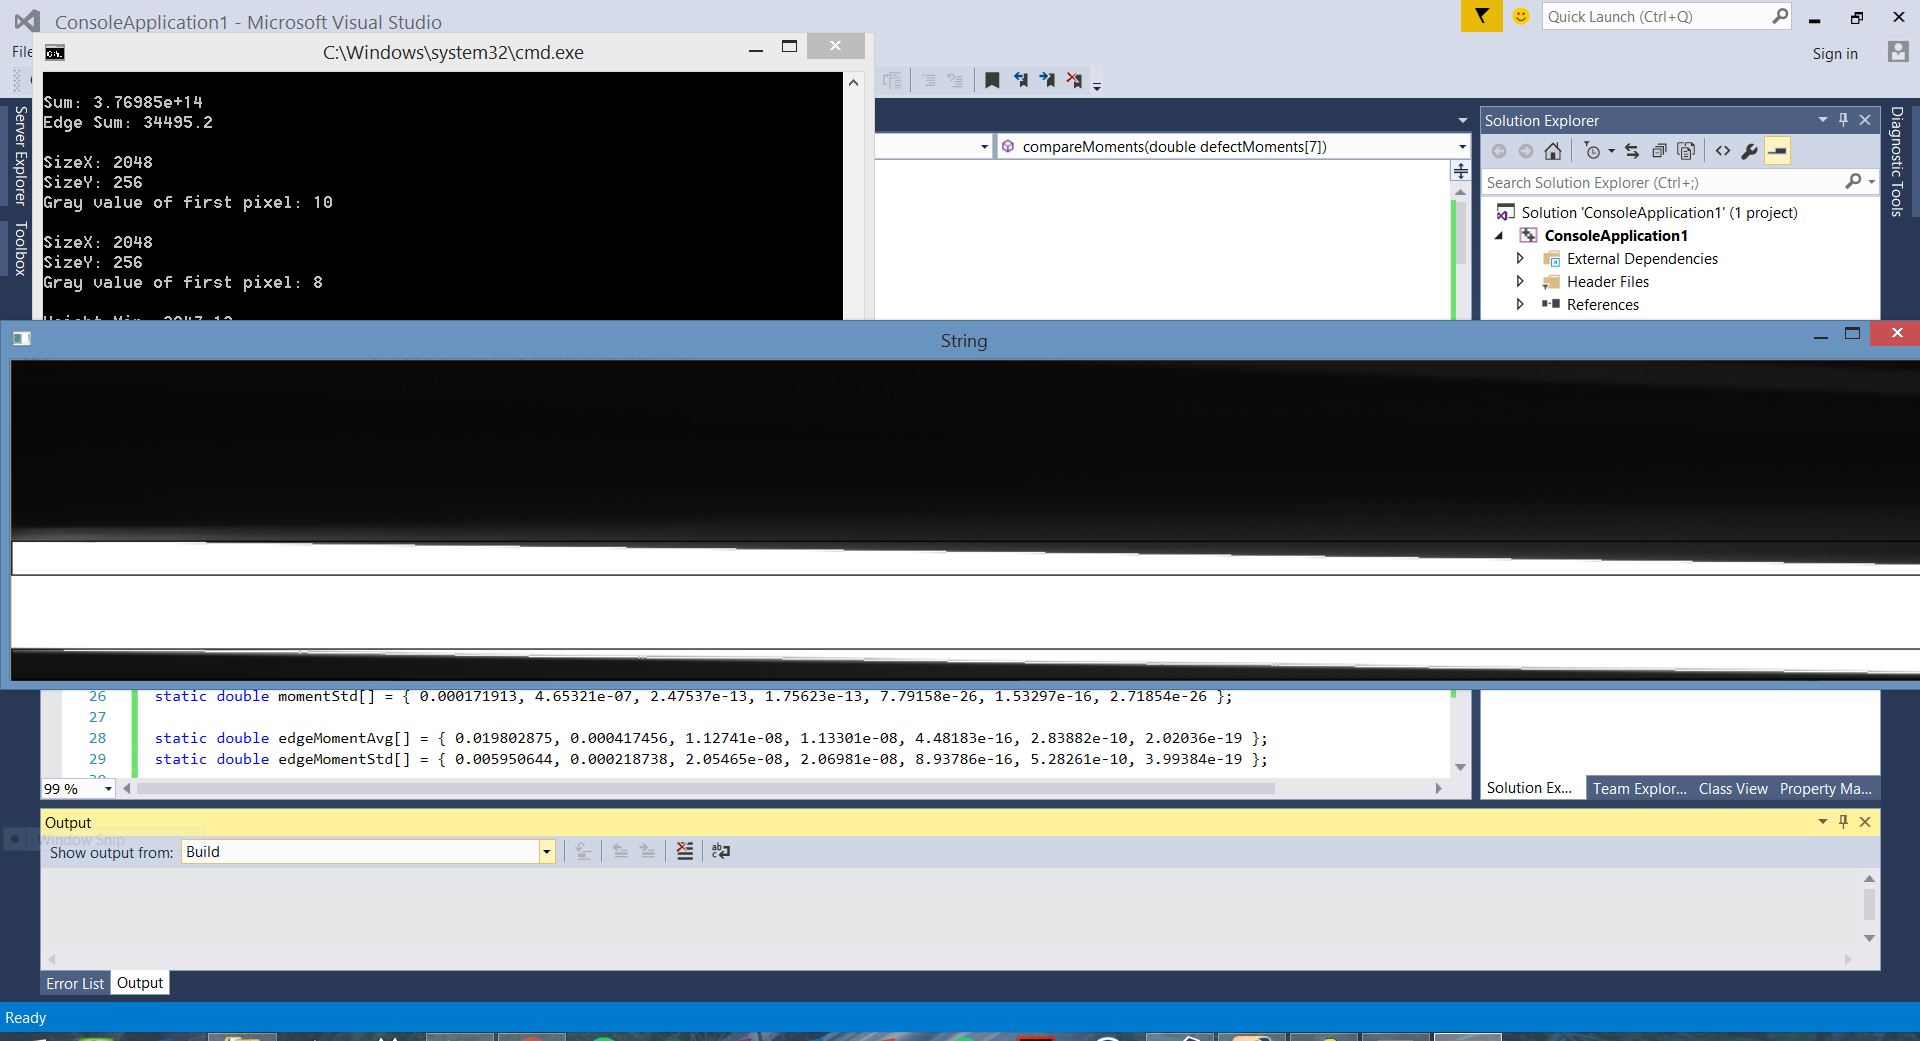 ConsoleApplication1 - Microsoft Visual Studio
Quick Launch (Ctrl+Q)
File
C:\Windows\system32\cmd.exe
Sign in
Sum: 3.76985e+14
Edge Sum: 34495.2
SizeX: 2048
SizeY: 256
Gray value of first pixel: 10
SizeX: 2048
SizeY: 256
Gray value of first pixel: 8
Server Explorer
Toolbox
compareMoments(double defectMoments[7])
Solution Explorer
Search Solution Explorer (Ctrl+;)
Solution 'ConsoleApplication1' (1 project)
ConsoleApplication1
External Dependencies
Header Files
References
Diagnostic Tools
String
26 static double momentStd[] = { 0.000171913, 4.65321e-07, 2.47537e-13, 1.75623e-13, 7.79158e-26, 1.53297e-16, 2.71854e-26 };
27
28 static double edgeMomentAvg[] = { 0.019802875, 0.000417456, 1.12741e-08, 1.13301e-08, 4.48183e-16, 2.83882e-10, 2.02036e-19 };
29 static double edgeMomentStd[] = { 0.005950644, 0.000218738, 2.05465e-08, 2.06981e-08, 8.93786e-16, 5.28261e-10, 3.99384e-19 };
99 %
Solution Ex... Team Explor... Class View Property Ma...
Output
Window Snip
Show output from: Build
Error List Output
Ready